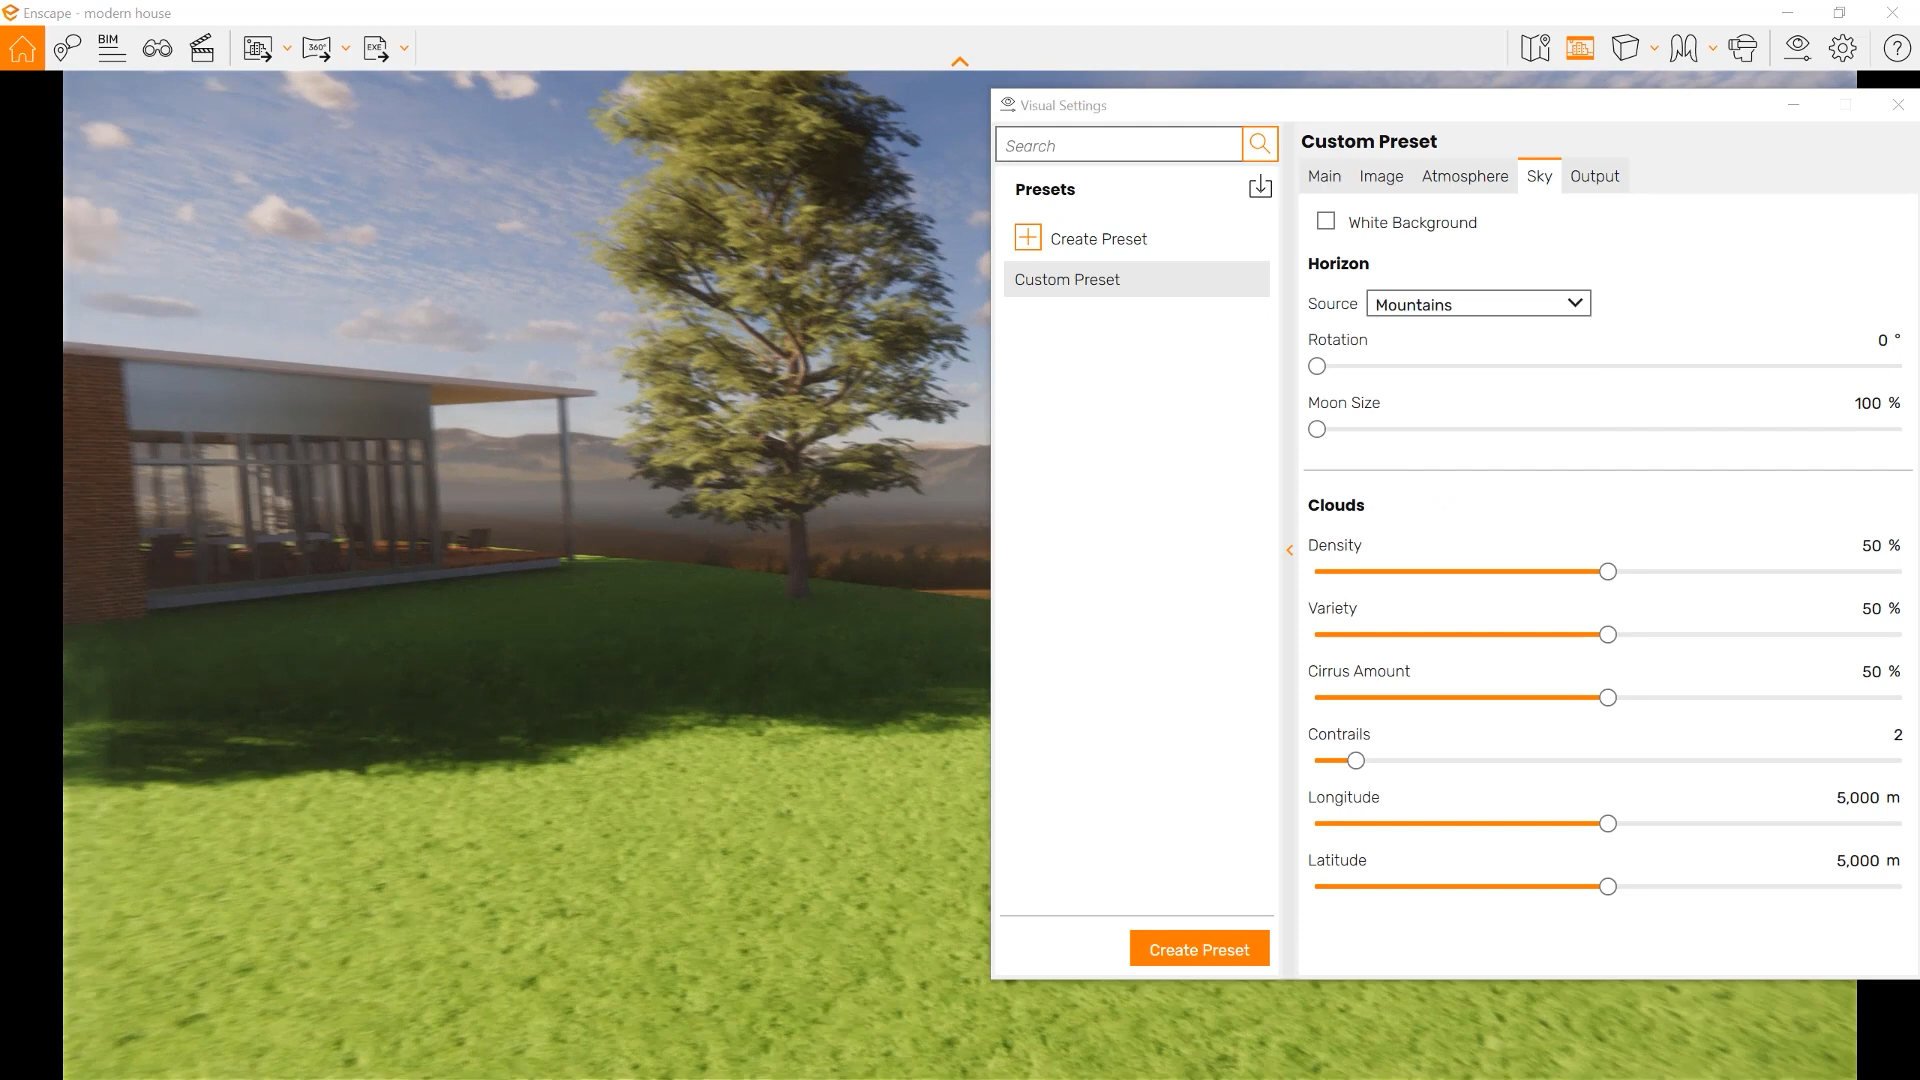 Enscape - modern house
BIM
360°
EXE
Visual Settings
Search
Presets
Create Preset
Custom Preset
Create Preset
Custom Preset
Main Image Atmosphere Sky Output
White Background
Horizon
Source Mountains
Rotation 0 °
Moon Size 100 %
Clouds
Density 50 %
Variety 50 %
Cirrus Amount 50 %
Contrails 2
Longitude 5,000 m
Latitude 5,000 m